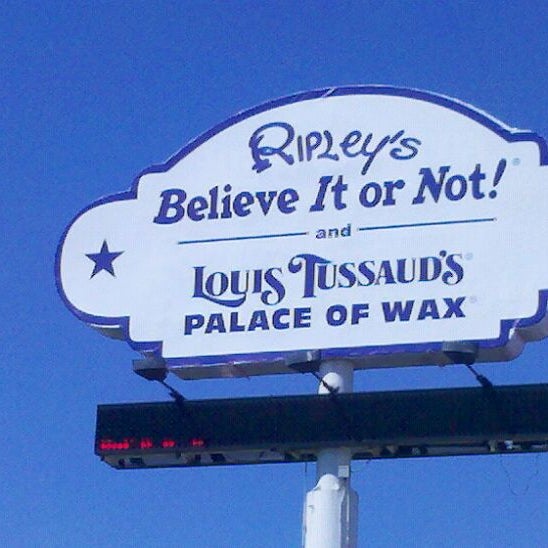 Ripley's
Believe It or Not!®
and
Louis Tussaud's®
PALACE OF WAX®